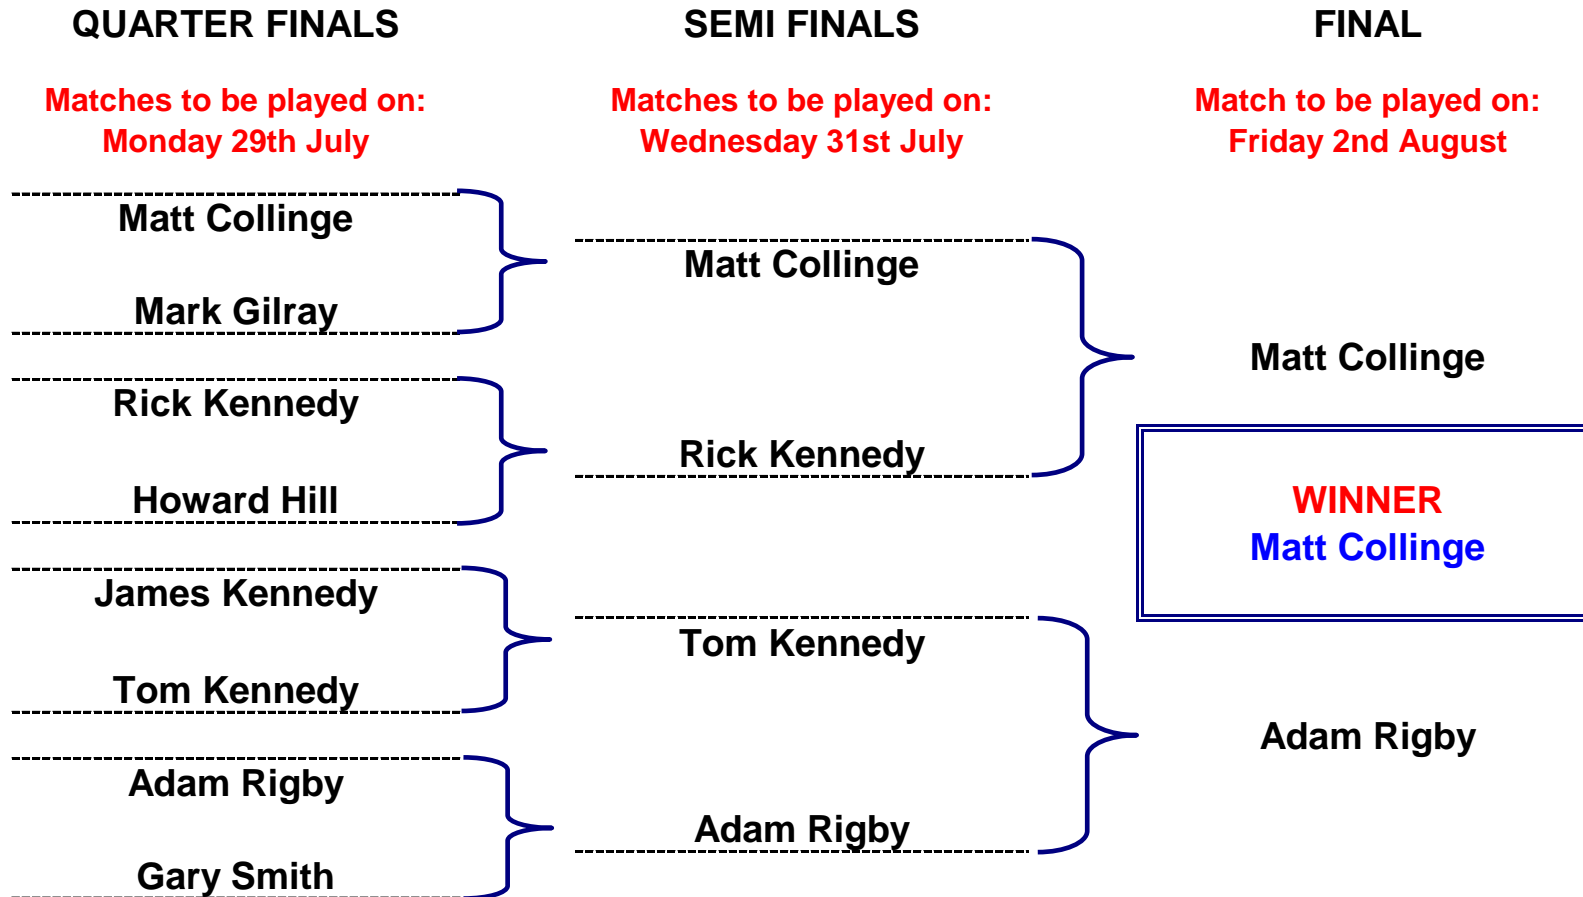 QUARTER FINALS
Matches to be played on:
Monday 29th July
Matt Collinge
Mark Gilray
Rick Kennedy
Howard Hill
James Kennedy
Tom Kennedy
Adam Rigby
Gary Smith
SEMI FINALS
Matches to be played on:
Wednesday 31st July
Matt Collinge
Rick Kennedy
Tom Kennedy
Adam Rigby
FINAL
Match to be played on:
Friday 2nd August
Matt Collinge
WINNER
Matt Collinge
Adam Rigby